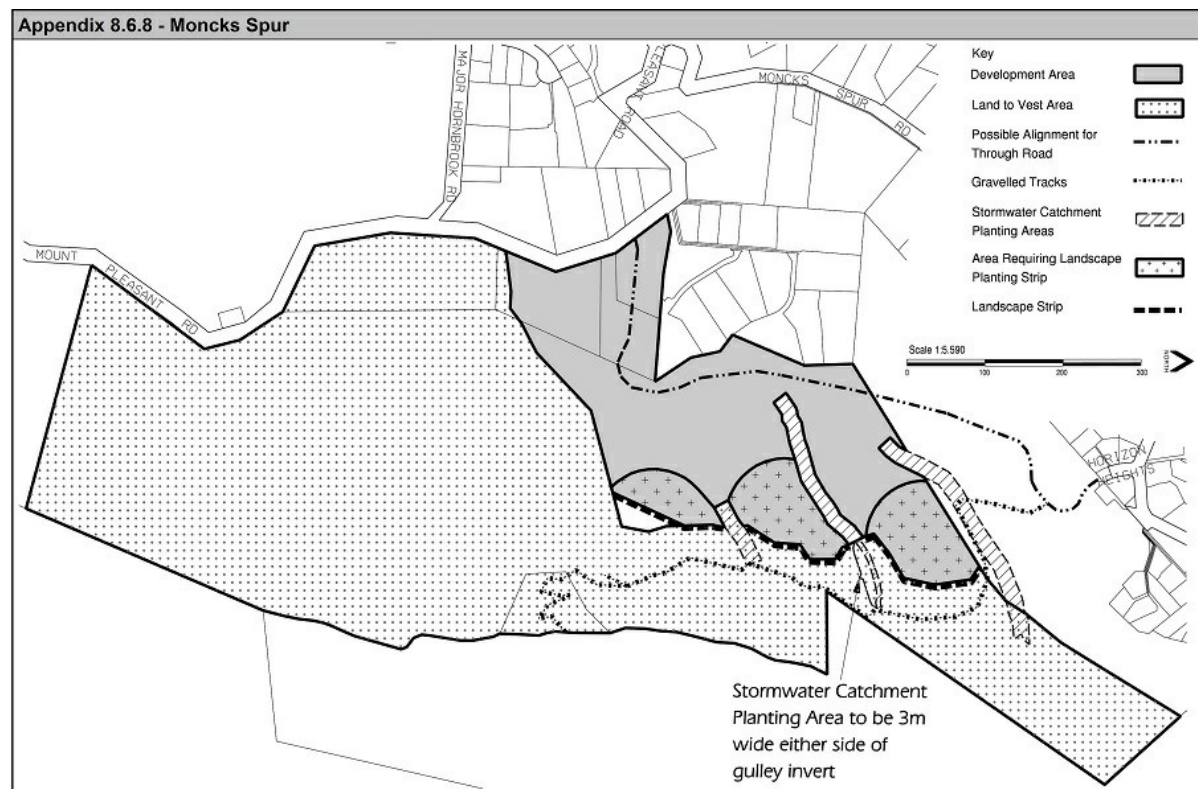 Appendix 8.6.8 - Moncks Spur
MAJOR HORNBROOK RD
PLEASANT ROAD
MONCKS SPUR RD
MOUNT PLEASANT RD
HORIZON
HEIGHTS
Key
Development Area
Land to Vest Area
Possible Alignment for
Through Road
Gravelled Tracks
Stormwater Catchment
Planting Areas
Area Requiring Landscape
Planting Strip
Landscape Strip
Scale 1:5.590
0 100 200 300
NORTH
Stormwater Catchment
Planting Area to be 3m
wide either side of
gulley invert